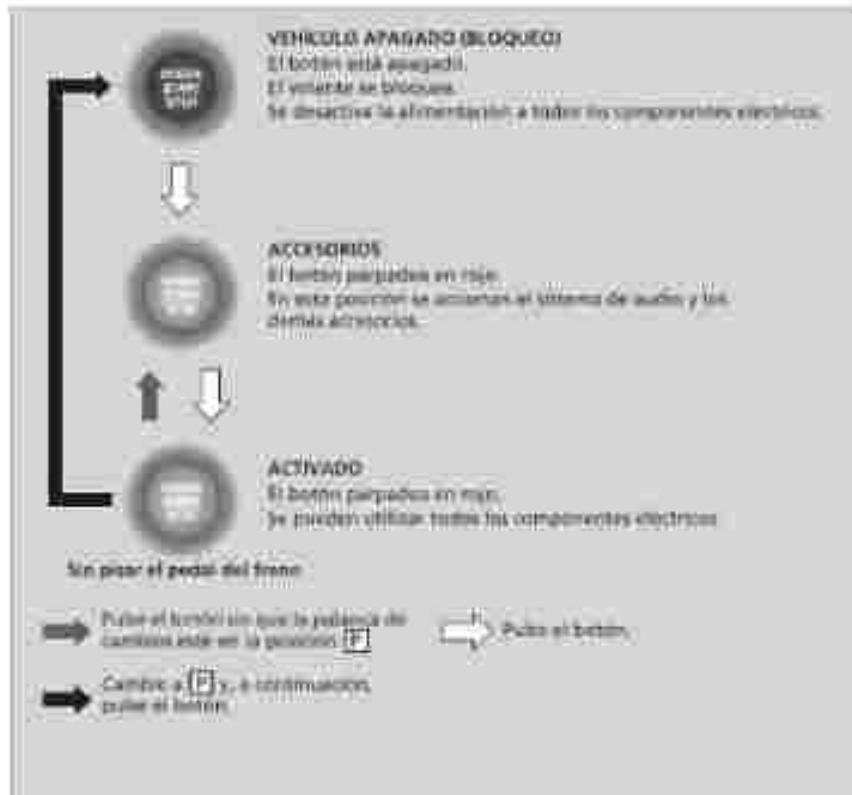 VEHÍCULO APAGADO (BLOQUEO)
El botón está apagado.
El volante se bloquea.
Se desactiva la alimentación a todos los componentes eléctricos.
ACCESORIOS
El botón parpadea en rojo.
En esta posición se accionan el sistema de audio y los
demás accesorios.
ACTIVADO
El botón parpadea en rojo.
Se pueden utilizar todos los componentes eléctricos
Sin pisar el pedal del freno
Pulse el botón sin que la palanca de
cambios esté en la posición P
Pulse el botón.
Cambie a P y, a continuación,
pulse el botón.